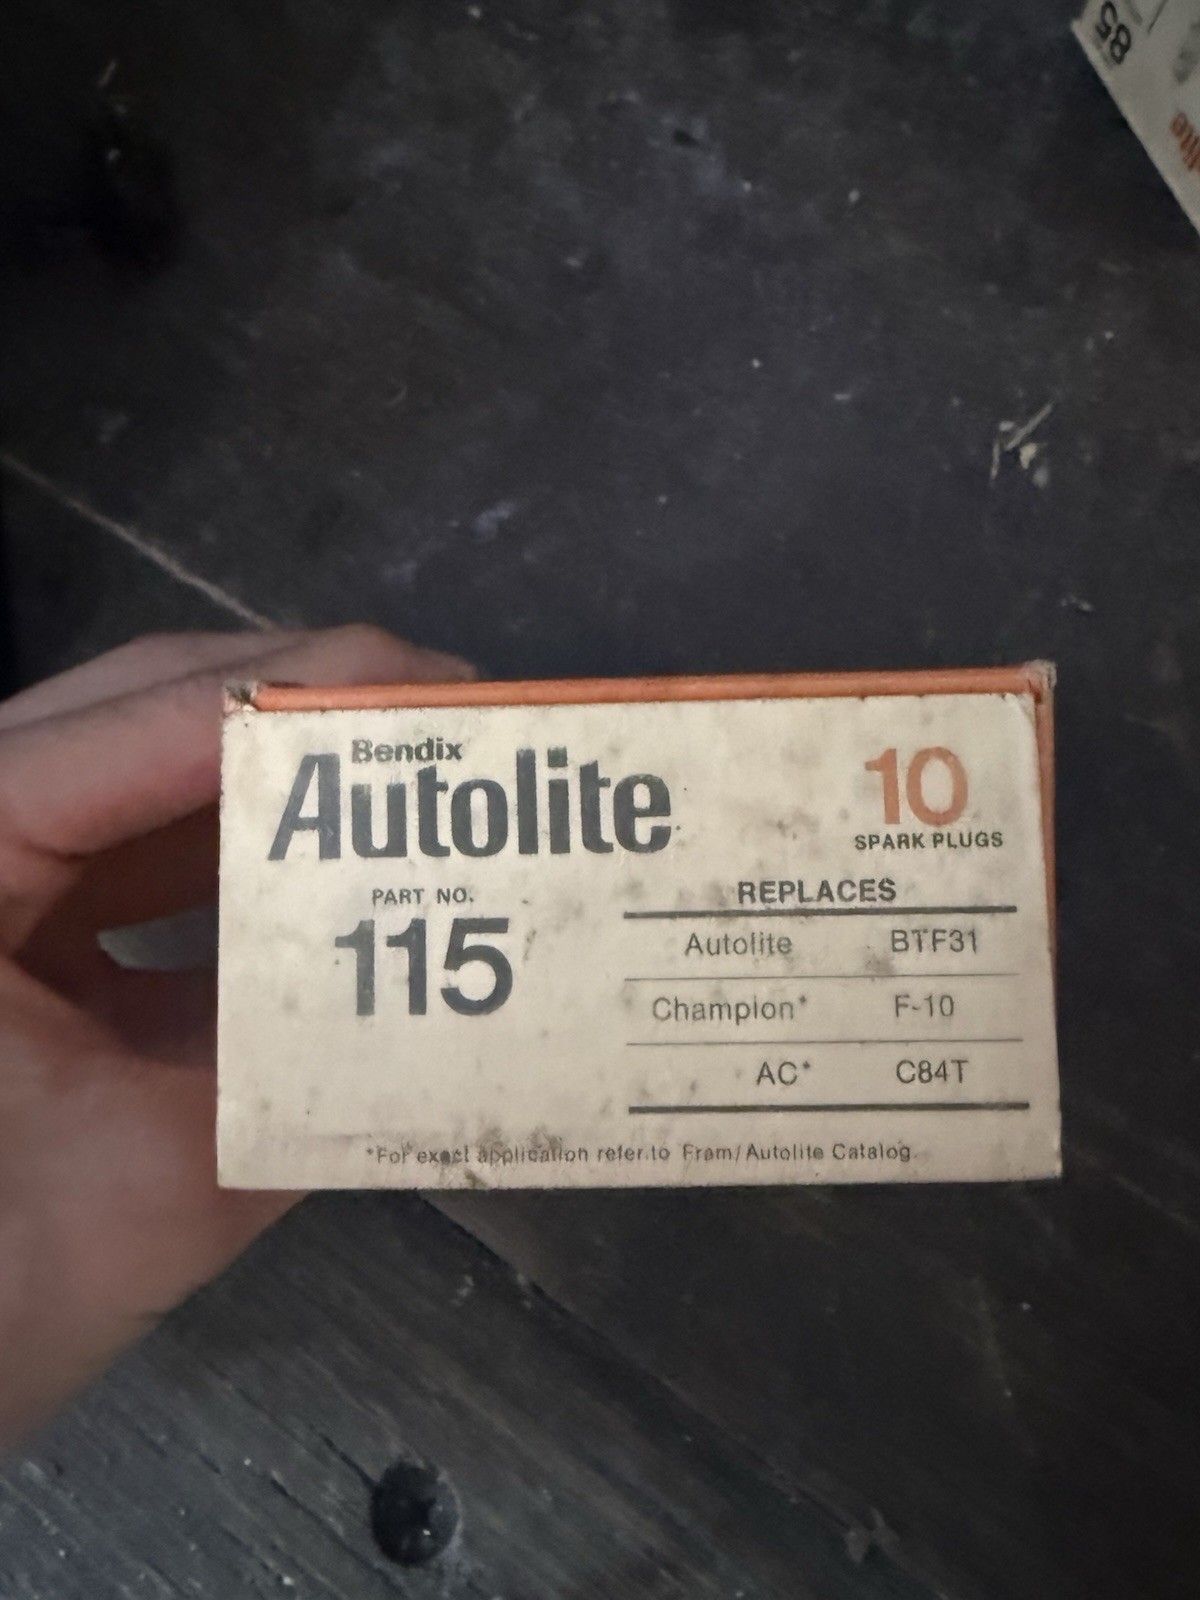 85
Bendix
Autolite
10
SPARK PLUGS
PART NO.
115
REPLACES
Autolite BTF31
Champion* F-10
AC* C84T
*For exact application refer to Fram/Autolite Catalog.